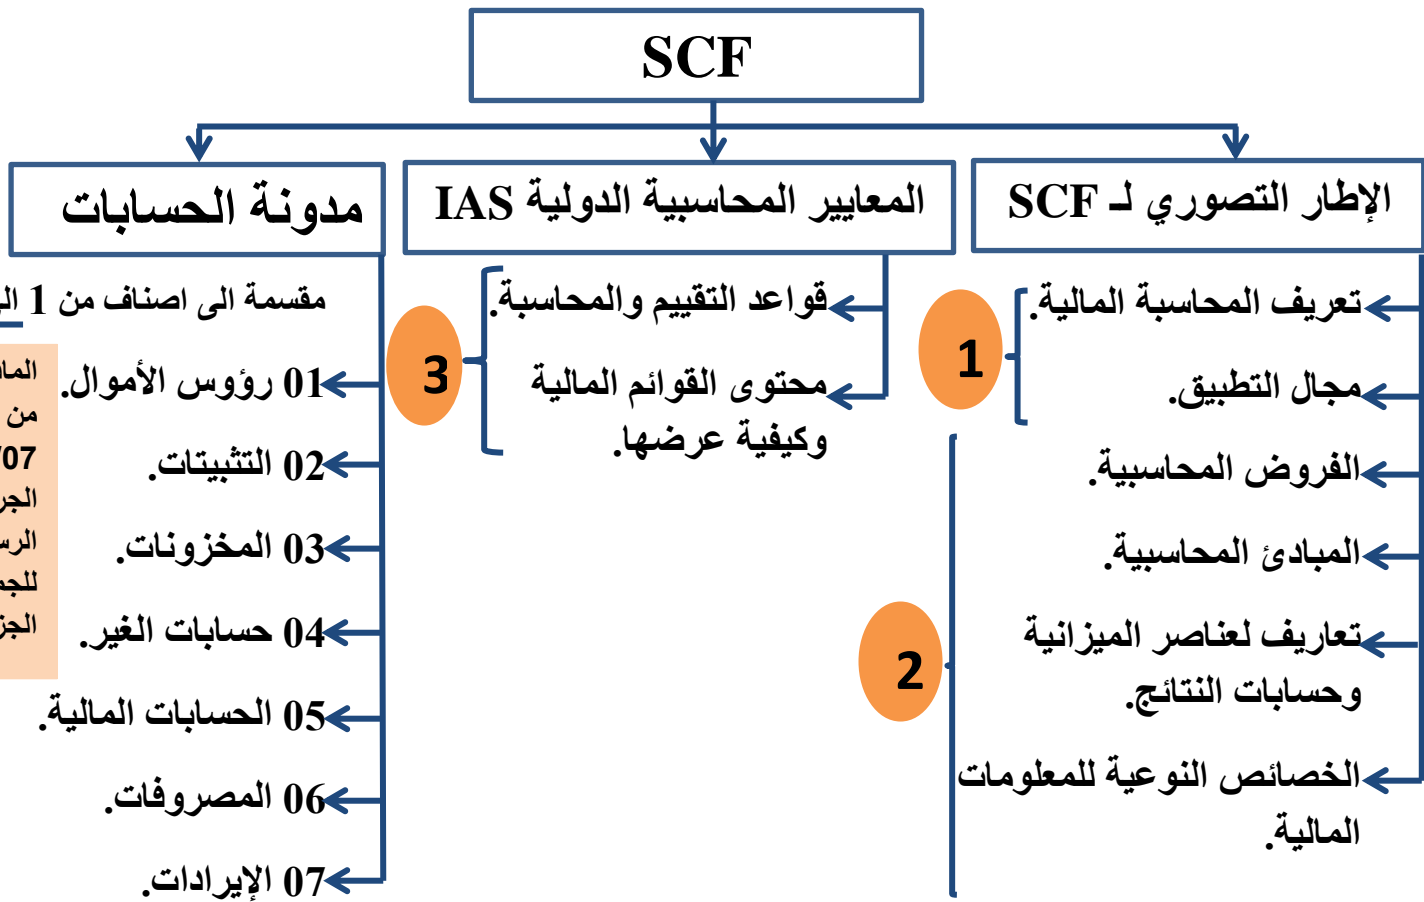 SCF
الإطار التصوري لـ SCF
تعريف المحاسبة المالية.
مجال التطبيق.
1
الفروض المحاسبية.
المبادئ المحاسبية.
تعاريف لعناصر الميزانية
وحسابات النتائج.
الخصائص النوعية للمعلومات
المالية.
2
المعايير المحاسبية الدولية IAS
قواعد التقييم والمحاسبة.
محتوى القوائم المالية
وكيفية عرضها.
3
مدونة الحسابات
مقسمة الى اصناف من 1
01 رؤوس الأموال.
02 التثبيتات.
03 المخزونات.
04 حسابات الغير.
05 الحسابات المالية.
06 المصروفات.
07 الإيرادات.
من
/07